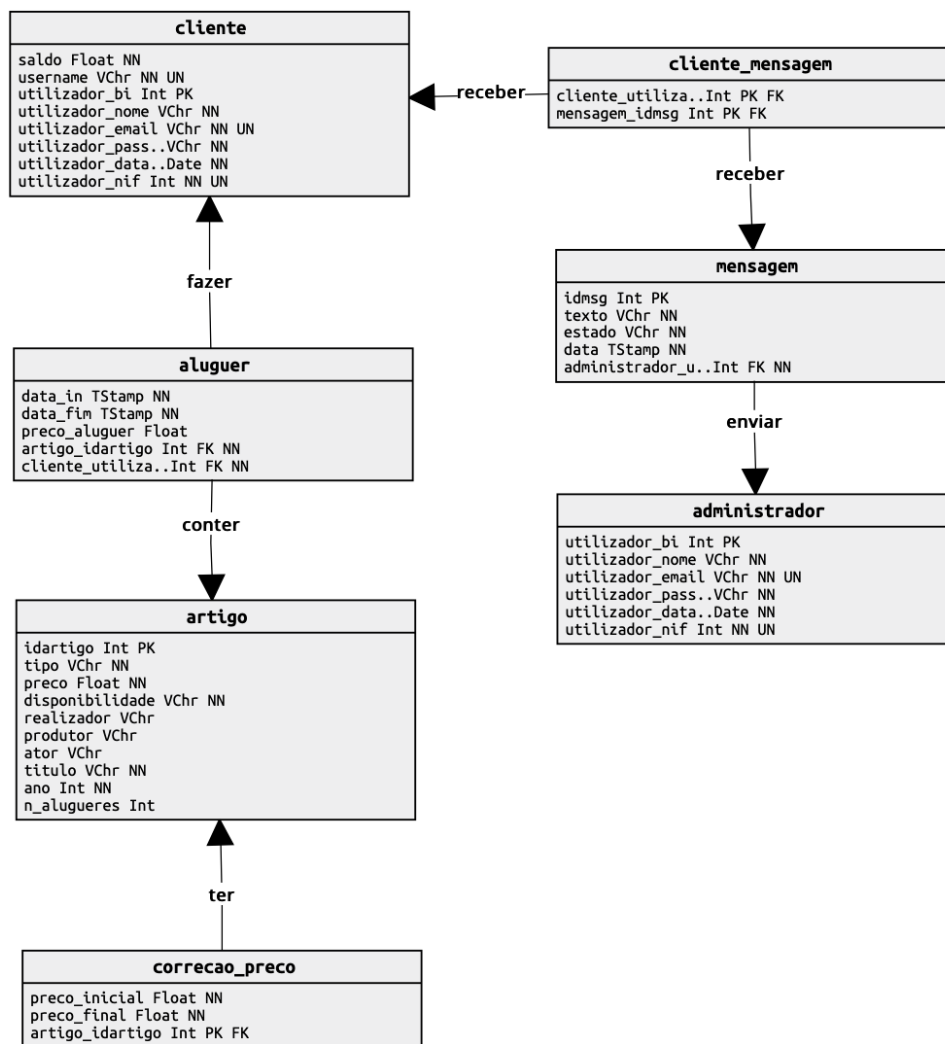 cliente
saldo Float NN
username VChr NN UN
utilizador_bi Int PK
utilizador_nome VChr NN
utilizador_email VChr NN UN
utilizador_pass..VChr NN
utilizador_data..Date NN
utilizador_nif Int NN UN
receber
cliente_mensagem
cliente_utiliza..Int PK FK
mensagem_idmsg Int PK FK
receber
fazer
mensagem
idmsg Int PK
texto VChr NN
estado VChr NN
data TStamp NN
administrador_u..Int FK NN
aluguer
data_in TStamp NN
data_fim TStamp NN
preco_aluguer Float
artigo_idartigo Int FK NN
cliente_utiliza..Int FK NN
enviar
conter
administrador
utilizador_bi Int PK
utilizador_nome VChr NN
utilizador_email VChr NN UN
utilizador_pass..VChr NN
utilizador_data..Date NN
utilizador_nif Int NN UN
artigo
idartigo Int PK
tipo VChr NN
preco Float NN
disponibilidade VChr NN
realizador VChr
produtor VChr
ator VChr
titulo VChr NN
ano Int NN
n_alugueres Int
ter
correcao_preco
preco_inicial Float NN
preco_final Float NN
artigo_idartigo Int PK FK